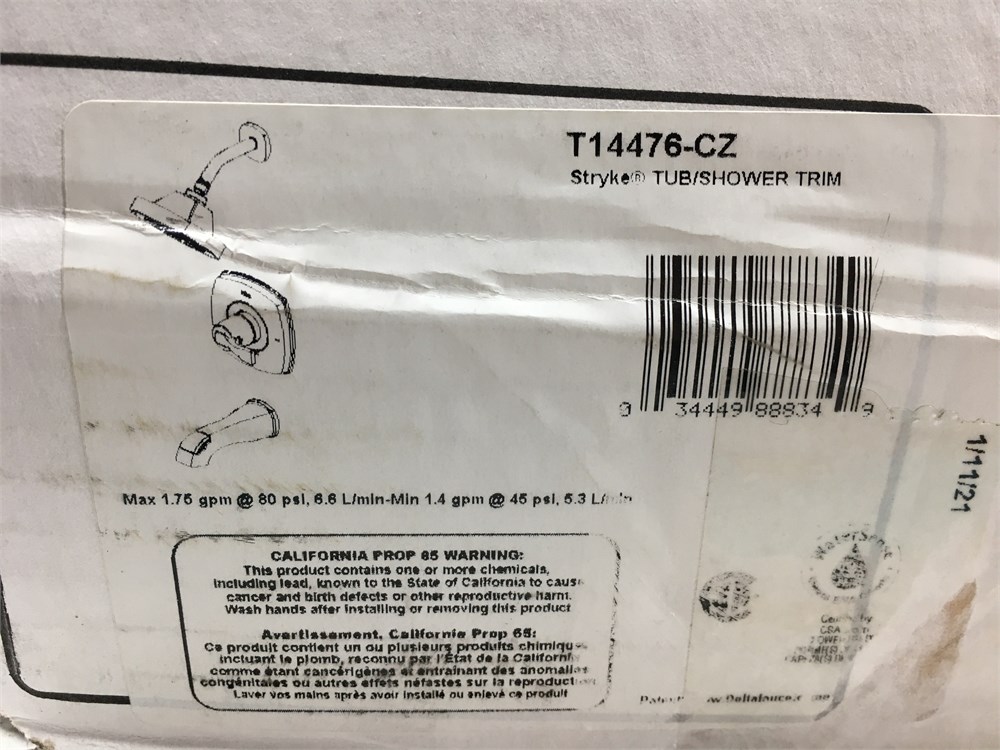 T14476-CZ
Stryke® TUB/SHOWER TRIM
34449 88834 9
1/11/21
Max 1.75 gpm @ 80 psi, 6.6 L/min-Min 1.4 gpm @ 45 psi, 5.3 L/min
CALIFORNIA PROP 65 WARNING:
This product contains one or more chemicals,
including lead, known to the State of California to cause
cancer and birth defects or other reproductive harm.
Wash hands after installing or removing this product
Avertissement, Californie Prop 65:
Ce produit contient un ou plusieurs produits chimiques
incluant le plomb, reconnu par l'État de la Californie
comme étant cancérigènes et entraînant des anomalies
congénitales ou autres effets néfastes sur la reproduction
Laver vos mains après avoir installé ou enlevé ce produit
WaterSense